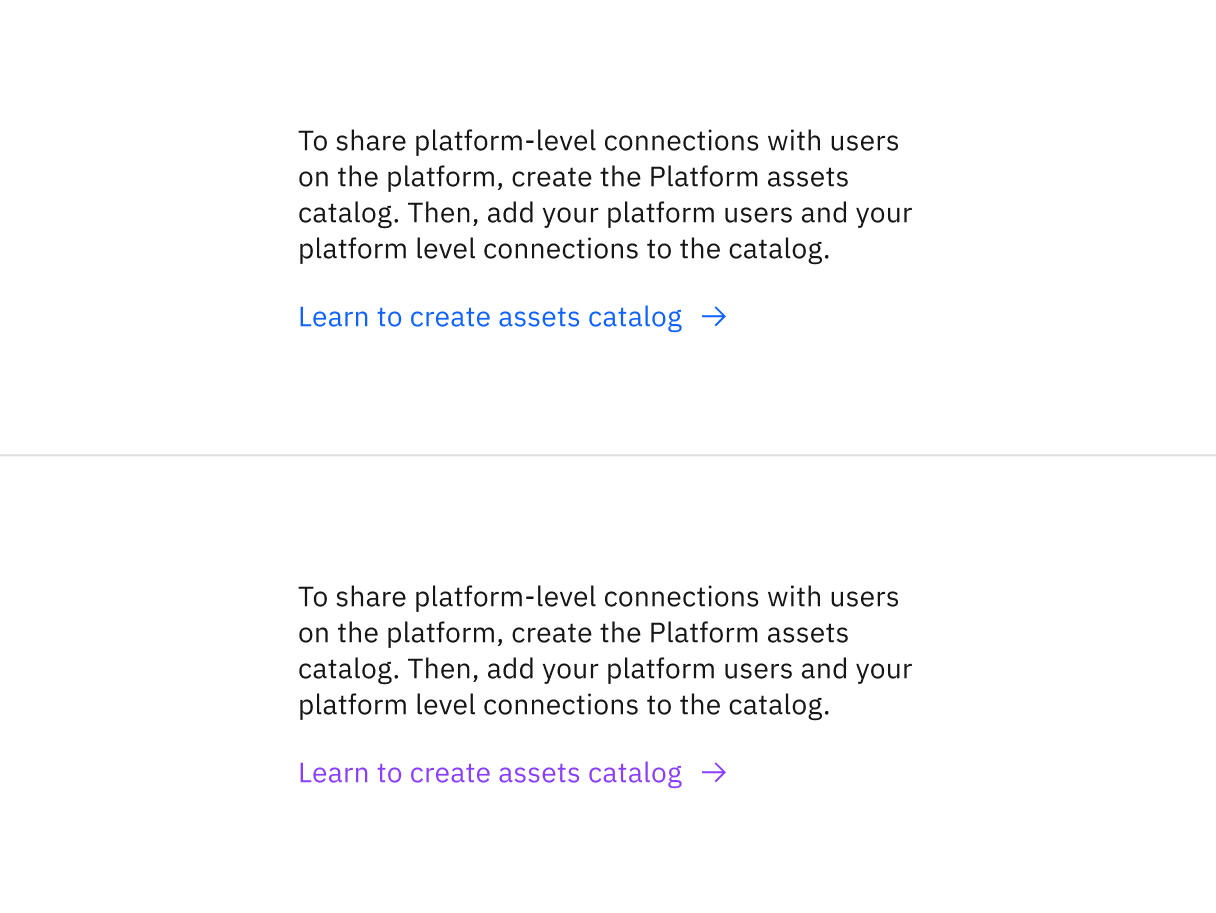 To share platform-level connections with users
on the platform, create the Platform assets
catalog. Then, add your platform users and your
platform level connections to the catalog.
Learn to create assets catalog →
To share platform-level connections with users
on the platform, create the Platform assets
catalog. Then, add your platform users and your
platform level connections to the catalog.
Learn to create assets catalog →